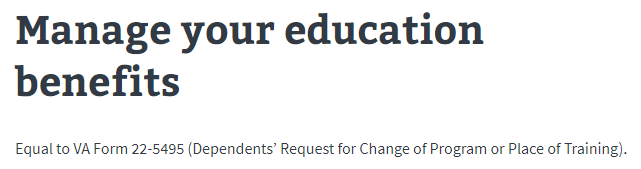 Manage your education
benefits
Equal to VA Form 22-5495 (Dependents’ Request for Change of Program or Place of Training).